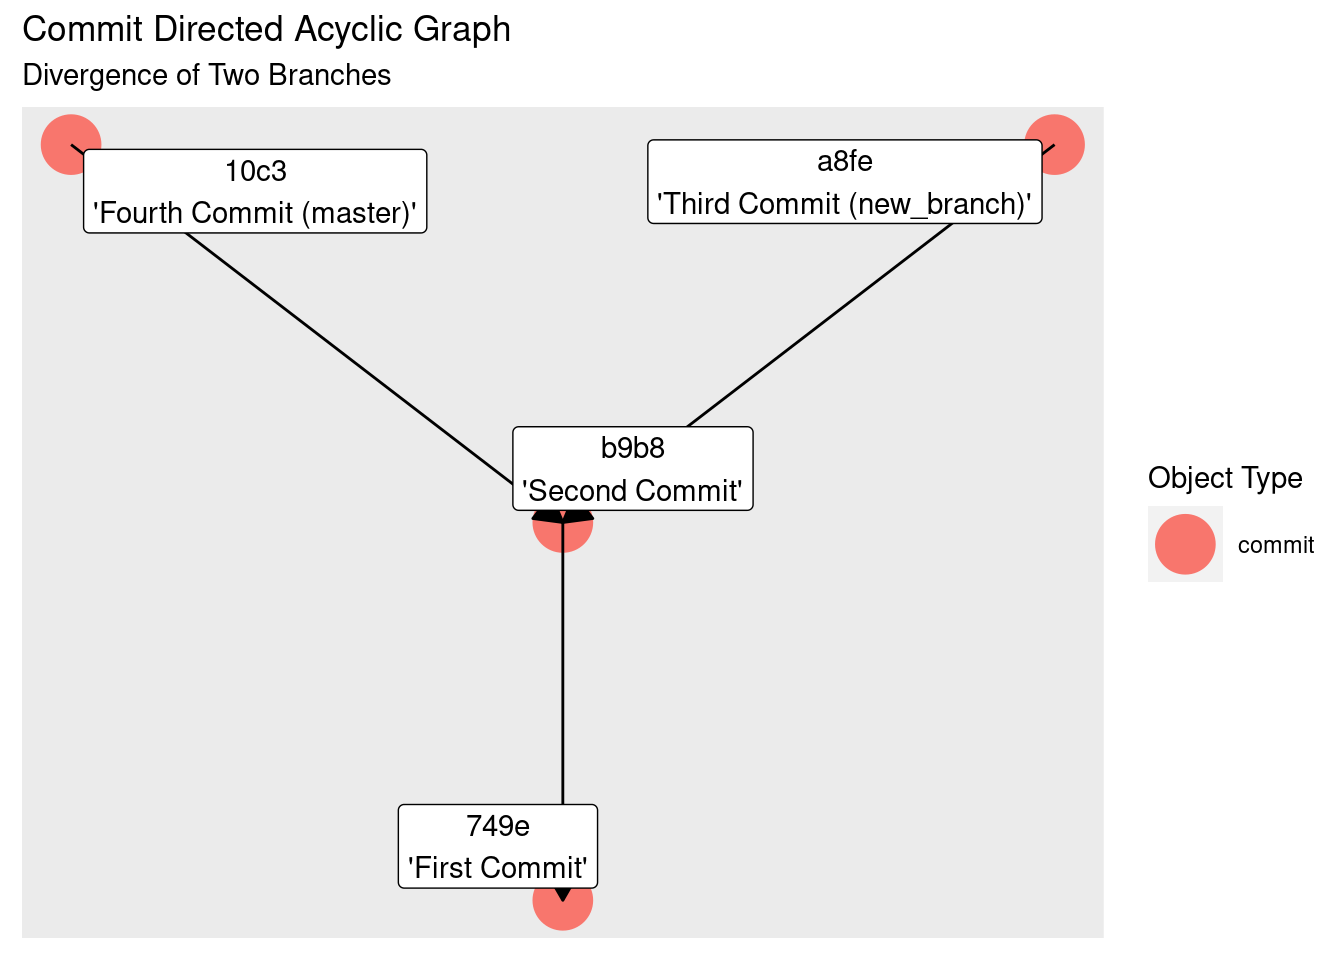 Commit Directed Acyclic Graph
Divergence of Two Branches
10c3
'Fourth Commit (master)'
a8fe
'Third Commit (new_branch)'
b9b8
'Second Commit'
749e
'First Commit'
Object Type
commit